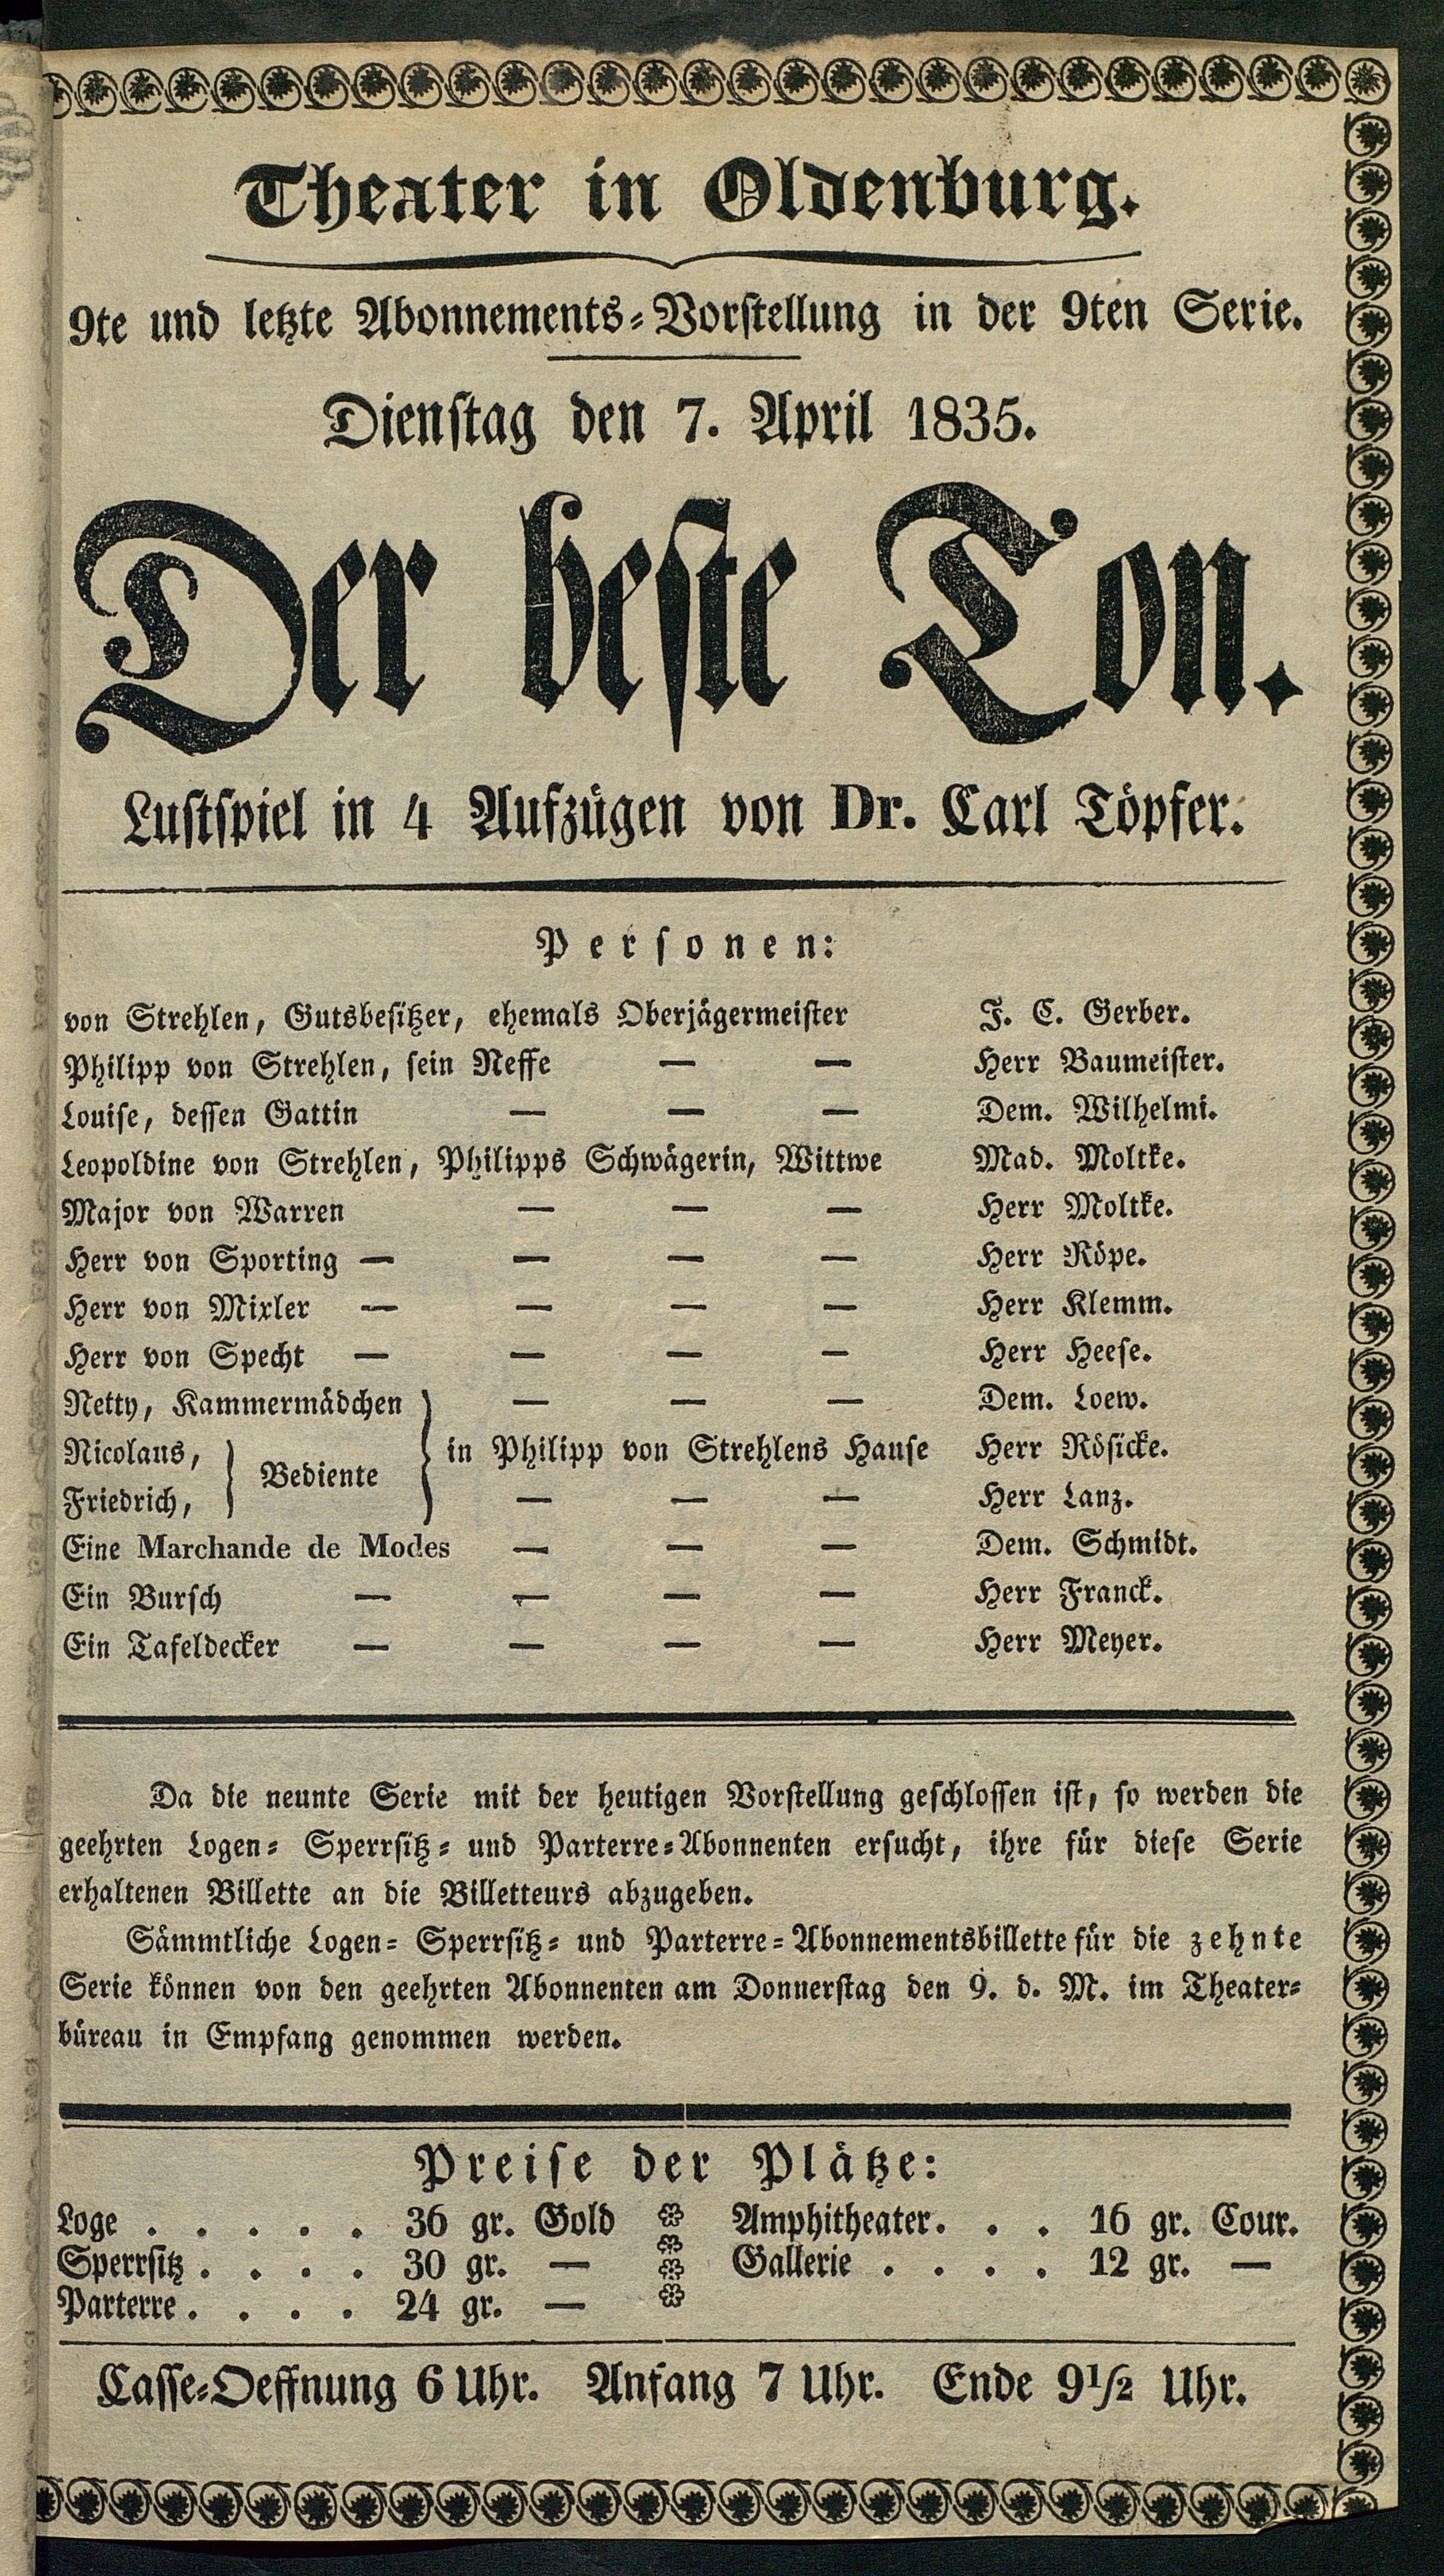 Theater in Oldenburg.
9te und letzte Abonnements-Vorstellung in der 9ten Serie.
Dienstag den 7. April 1835.
Der beste Ton.
Lustspiel in 4 Aufzügen von Dr. Carl Töpfer.
Personen:
von Strehlen, Gutsbesitzer, ehemals Oberjägermeister J. C. Gerber.
Philipp von Strehlen, sein Neffe — — Herr Baumeister.
Louise, dessen Gattin — — — Dem. Wilhelmi.
Leopoldine von Strehlen, Philipps Schwägerin, Wittwe Mad. Moltke.
Major von Warren — — — Herr Moltke.
Herr von Sporting — — — — Herr Röpe.
Herr von Mixler — — — — Herr Klemm.
Herr von Specht — — — — Herr Heese.
Netty, Kammermädchen — — — Dem. Loew.
Nicolaus, Bediente in Philipp von Strehlens Hause Herr Rösicke.
Friedrich, — — — Herr Lanz.
Eine Marchande de Modes — — — Dem. Schmidt.
Ein Bursch — — — — Herr Franck.
Ein Tafeldecker — — — — Herr Meyer.
Da die neunte Serie mit der heutigen Vorstellung geschlossen ist, so werden die
geehrten Logen- Sperrsitz- und Parterre-Abonnenten ersucht, ihre für diese Serie
erhaltenen Billette an die Billetteurs abzugeben.
Sämmtliche Logen- Sperrsitz- und Parterre-Abonnementsbillette für die zehnte
Serie können von den geehrten Abonnenten am Donnerstag den 9. d. M. im Theater-
büreau in Empfang genommen werden.
Preise der Plätze:
Loge . . . . . 36 gr. Gold Amphitheater. . . 16 gr. Cour.
Sperrsitz . . . . 30 gr. — Gallerie . . . . 12 gr. —
Parterre . . . . 24 gr. —
Casse-Oeffnung 6 Uhr. Anfang 7 Uhr. Ende 9½ Uhr.